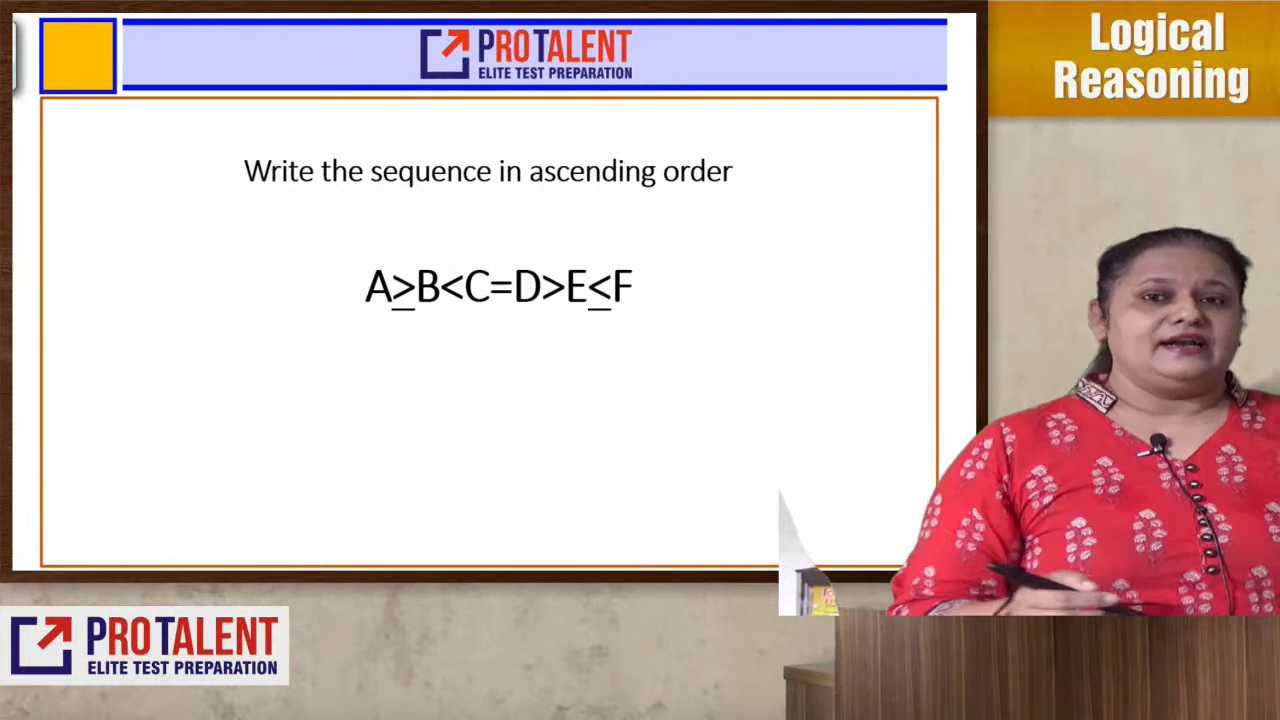 PROTALENT
ELITE TEST PREPARATION
Logical
Reasoning
Write the sequence in ascending order
A≥B<C=D>E≤F
PROTALENT
ELITE TEST PREPARATION